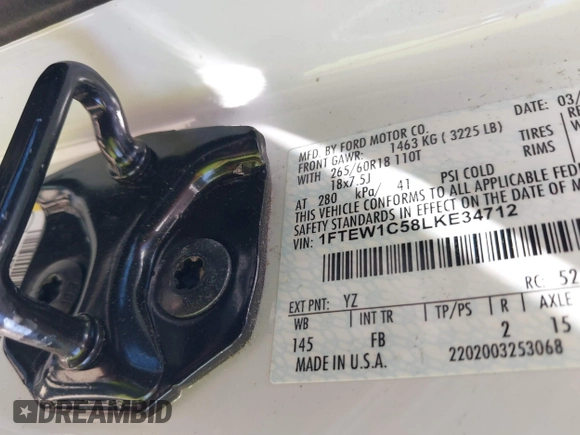 MFD. BY FORD MOTOR CO.
DATE: 03/
FRONT GAWR: 1463 KG ( 3225 LB)
WITH 265/60R18 110T TIRES
18x7.5J RIMS
AT 280 kPa/ 41 PSI COLD
THIS VEHICLE CONFORMS TO ALL APPLICABLE FEDE
SAFETY STANDARDS IN EFFECT ON THE DATE OF M
VIN: 1FTEW1C58LKE34712
RC: 52
EXT PNT: YZ
WB INT TR TP/PS R AXLE
145 FB 2 15
MADE IN U.S.A. 2202003253068
DREAMBID